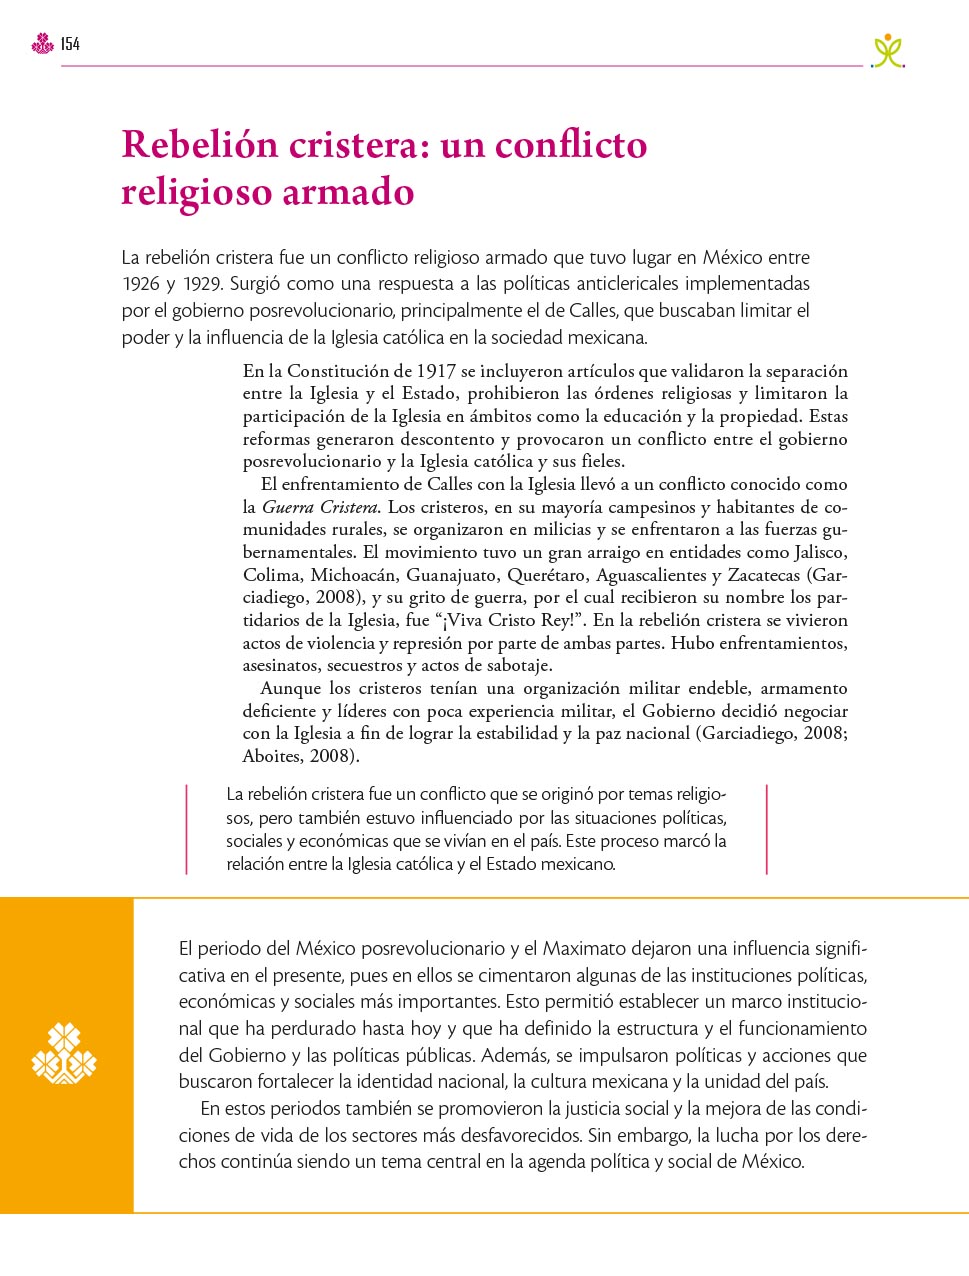 154
Rebelión cristera: un conflicto
religioso armado
La rebelión cristera fue un conflicto religioso armado que tuvo lugar en México entre
1926 y 1929. Surgió como una respuesta a las políticas anticlericales implementadas
por el gobierno posrevolucionario, principalmente el de Calles, que buscaban limitar el
poder y la influencia de la Iglesia católica en la sociedad mexicana.
En la Constitución de 1917 se incluyeron artículos que validaron la separación
entre la Iglesia y el Estado, prohibieron las órdenes religiosas y limitaron la
participación de la Iglesia en ámbitos como la educación y la propiedad. Estas
reformas generaron descontento y provocaron un conflicto entre el gobierno
posrevolucionario y la Iglesia católica y sus fieles.
El enfrentamiento de Calles con la Iglesia llevó a un conflicto conocido como
la Guerra Cristera. Los cristeros, en su mayoría campesinos y habitantes de co-
munidades rurales, se organizaron en milicias y se enfrentaron a las fuerzas gu-
bernamentales. El movimiento tuvo un gran arraigo en entidades como Jalisco,
Colima, Michoacán, Guanajuato, Querétaro, Aguascalientes y Zacatecas (Gar-
ciadiego, 2008), y su grito de guerra, por el cual recibieron su nombre los par-
tidarios de la Iglesia, fue “¡Viva Cristo Rey!”. En la rebelión cristera se vivieron
actos de violencia y represión por parte de ambas partes. Hubo enfrentamientos,
asesinatos, secuestros y actos de sabotaje.
Aunque los cristeros tenían una organización militar endeble, armamento
deficiente y líderes con poca experiencia militar, el Gobierno decidió negociar
con la Iglesia a fin de lograr la estabilidad y la paz nacional (Garciadiego, 2008;
Aboites, 2008).
La rebelión cristera fue un conflicto que se originó por temas religio-
sos, pero también estuvo influenciado por las situaciones políticas,
sociales y económicas que se vivían en el país. Este proceso marcó la
relación entre la Iglesia católica y el Estado mexicano.
El periodo del México posrevolucionario y el Maximato dejaron una influencia signifi-
cativa en el presente, pues en ellos se cimentaron algunas de las instituciones políticas,
económicas y sociales más importantes. Esto permitió establecer un marco institucio-
nal que ha perdurado hasta hoy y que ha definido la estructura y el funcionamiento
del Gobierno y las políticas públicas. Además, se impulsaron políticas y acciones que
buscaron fortalecer la identidad nacional, la cultura mexicana y la unidad del país.
En estos periodos también se promovieron la justicia social y la mejora de las condi-
ciones de vida de los sectores más desfavorecidos. Sin embargo, la lucha por los dere-
chos continúa siendo un tema central en la agenda política y social de México.